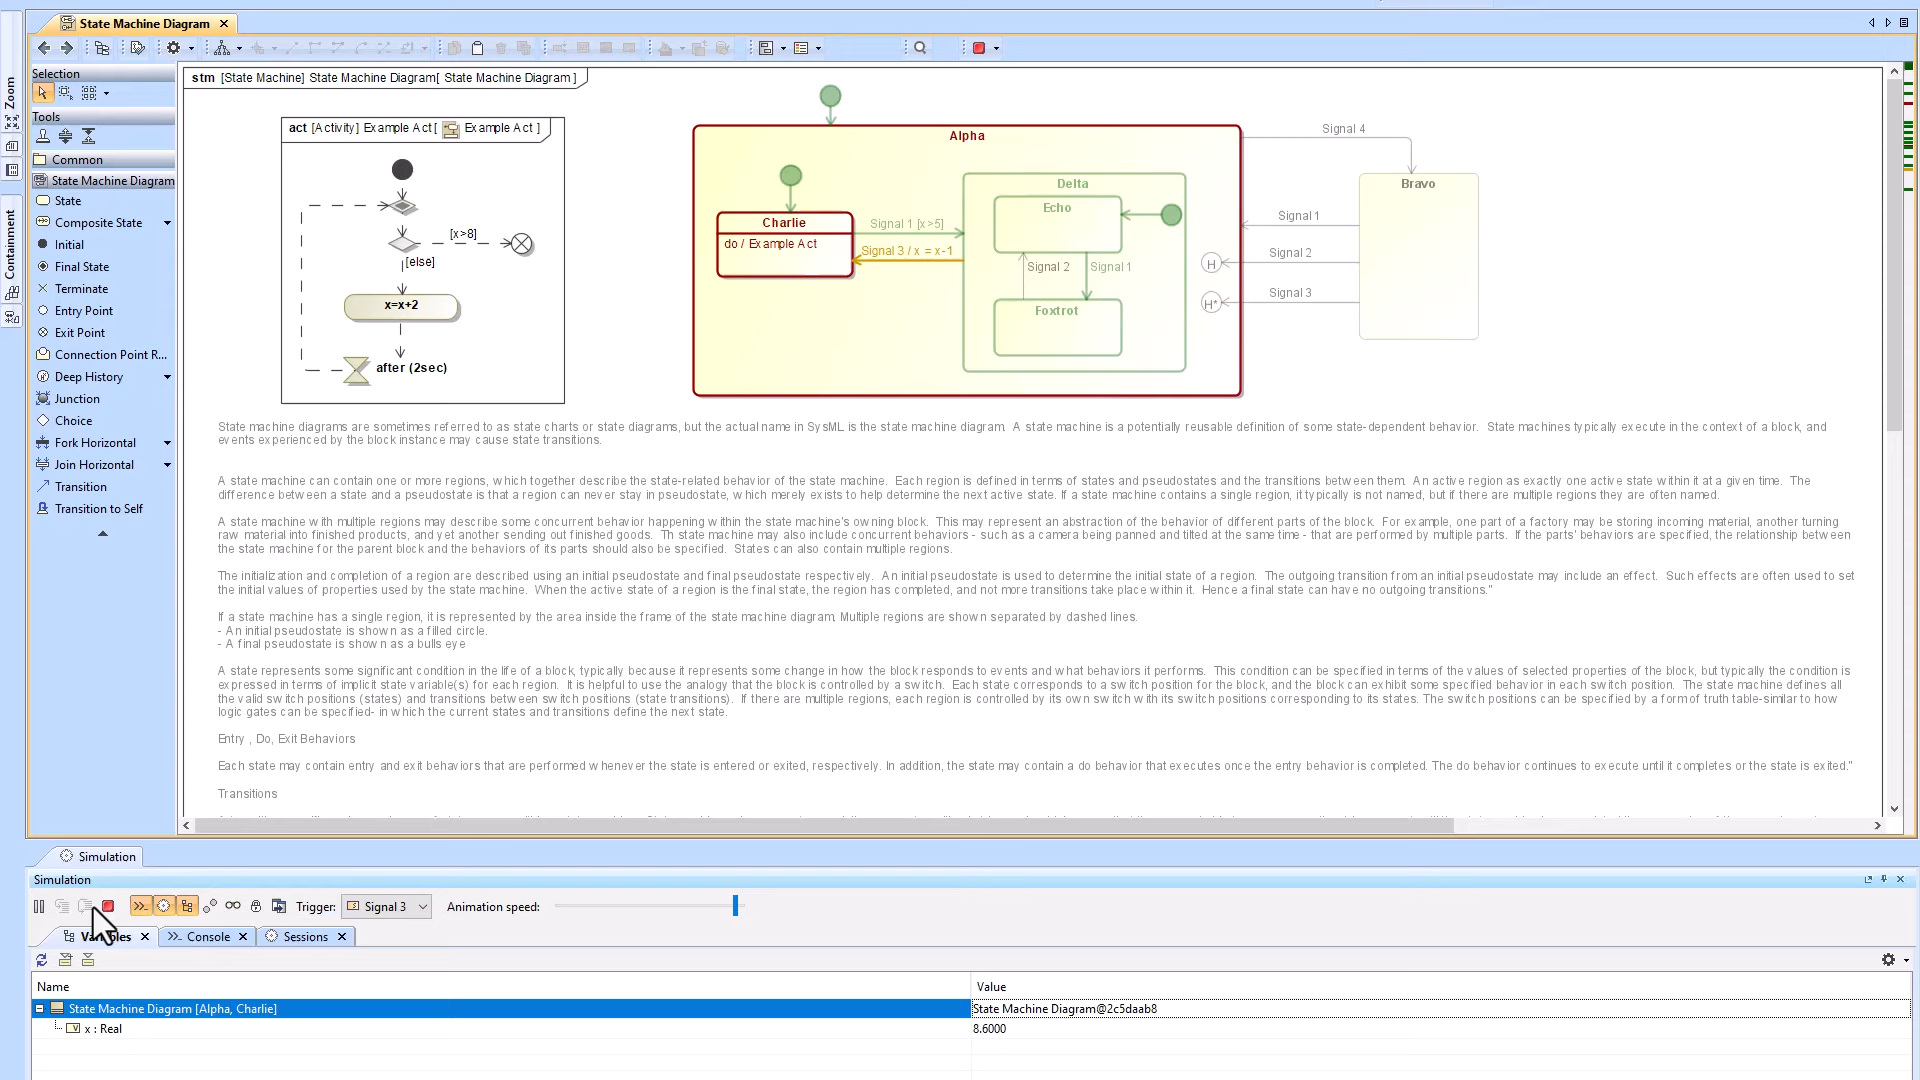 State Machine Diagram
Zoom
Containment
Selection
Tools
Common
State Machine Diagram
State
Composite State
Initial
Final State
Terminate
Entry Point
Exit Point
Connection Point R...
Deep History
Junction
Choice
Fork Horizontal
Join Horizontal
Transition
Transition to Self
stm [State Machine] State Machine Diagram[ State Machine Diagram ]
act [Activity] Example Act [ Example Act ]
[x>8]
[else]
x=x+2
after (2sec)
Alpha
Charlie
do / Example Act
Signal 1 [x>5]
Signal 3 / x = x-1
Delta
Echo
Signal 2
Signal 1
Foxtrot
H
H*
Signal 4
Bravo
Signal 1
Signal 2
Signal 3
State machine diagrams are sometimes referred to as state charts or state diagrams, but the actual name in SysML is the state machine diagram. A state machine is a potentially reusable definition of some state-dependent behavior. State machines typically execute in the context of a block, and
events experienced by the block instance may cause state transitions.
A state machine can contain one or more regions, which together describe the state-related behavior of the state machine. Each region is defined in terms of states and pseudostates and the transitions between them. An active region as exactly one active state within it at a given time. The
difference between a state and a pseudostate is that a region can never stay in pseudostate, which merely exists to help determine the next active state. If a state machine contains a single region, it typically is not named, but if there are multiple regions they are often named.
A state machine with multiple regions may describe some concurrent behavior happening within the state machine's owning block. This may represent an abstraction of the behavior of different parts of the block. For example, one part of a factory may be storing incoming material, another turning
raw material into finished products, and yet another sending out finished goods. Th state machine may also include concurrent behaviors - such as a camera being panned and tilted at the same time - that are performed by multiple parts. If the parts' behaviors are specified, the relationship between
the state machine for the parent block and the behaviors of its parts should also be specified. States can also contain multiple regions.
The initialization and completion of a region are described using an initial pseudostate and final pseudostate respectively. An initial pseudostate is used to determine the initial state of a region. The outgoing transition from an initial pseudostate may include an effect. Such effects are often used to set
the initial values of properties used by the state machine. When the active state of a region is the final state, the region has completed, and not more transitions take place within it. Hence a final state can have no outgoing transitions."
If a state machine has a single region, it is represented by the area inside the frame of the state machine diagram. Multiple regions are shown separated by dashed lines.
- An initial pseudostate is shown as a filled circle.
- A final pseudostate is shown as a bulls eye
A state represents some significant condition in the life of a block, typically because it represents some change in how the block responds to events and what behaviors it performs. This condition can be specified in terms of the values of selected properties of the block, but typically the condition is
expressed in terms of implicit state variable(s) for each region. It is helpful to use the analogy that the block is controlled by a switch. Each state corresponds to a switch position for the block, and the block can exhibit some specified behavior in each switch position. The state machine defines all
the valid switch positions (states) and transitions between switch positions (state transitions). If there are multiple regions, each region is controlled by its own switch with its switch positions corresponding to its states. The switch positions can be specified by a form of truth table-similar to how
logic gates can be specified- in which the current states and transitions define the next state.
Entry , Do, Exit Behaviors
Each state may contain entry and exit behaviors that are performed whenever the state is entered or exited, respectively. In addition, the state may contain a do behavior that executes once the entry behavior is completed. The do behavior continues to execute until it completes or the state is exited."
Transitions
Simulation
Simulation
Trigger: Signal 3 Animation speed:
Console Sessions
Name Value
State Machine Diagram [Alpha, Charlie] State Machine Diagram@2c5daab8
x : Real 8.6000